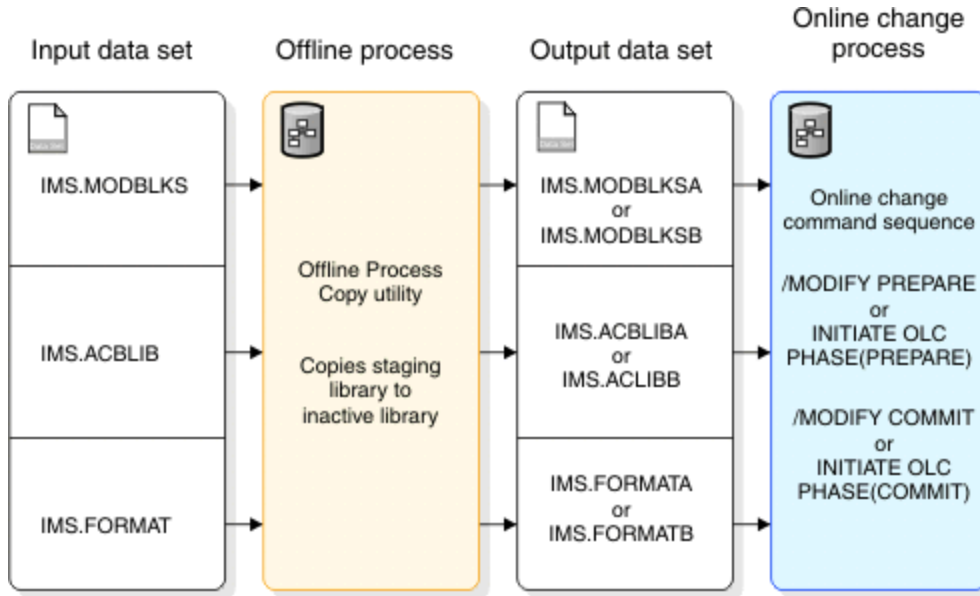 Input data set
Offline process
Output data set
Online change
process
IMS.MODBLKS
IMS.ACBLIB
IMS.FORMAT
Offline Process
Copy utility
Copies staging
library to
inactive library
IMS.MODBLKSA
or
IMS.MODBLKSB
IMS.ACBLIBA
or
IMS.ACLIBB
IMS.FORMATA
or
IMS.FORMATB
Online change
command sequence
/MODIFY PREPARE
or
INITIATE OLC
PHASE(PREPARE)
/MODIFY COMMIT
or
INITIATE OLC
PHASE(COMMIT)